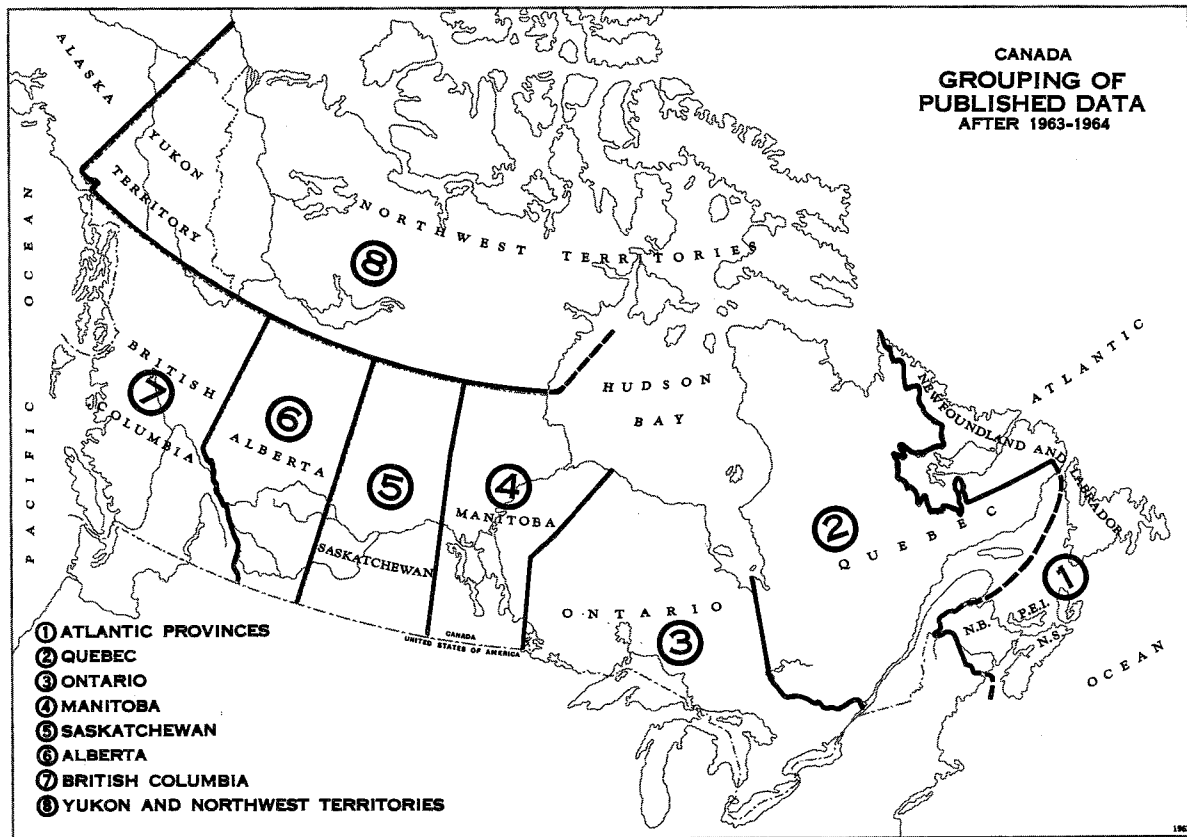 CANADA
GROUPING OF
PUBLISHED DATA
AFTER 1963-1964
ALASKA
YUKON
TERRITORY
NORTHWEST TERRITORIES
8
PACIFIC OCEAN
BRITISH
7
COLUMBIA
6
ALBERTA
5
SASKATCHEWAN
4
MANITOBA
HUDSON
BAY
ATLANTIC
OCEAN
NEWFOUNDLAND AND LABRADOR
2
QUEBEC
1
N.B.
P.E.I.
N.S.
ONTARIO
3
CANADA
UNITED STATES OF AMERICA
1 ATLANTIC PROVINCES
2 QUEBEC
3 ONTARIO
4 MANITOBA
5 SASKATCHEWAN
6 ALBERTA
7 BRITISH COLUMBIA
8 YUKON AND NORTHWEST TERRITORIES